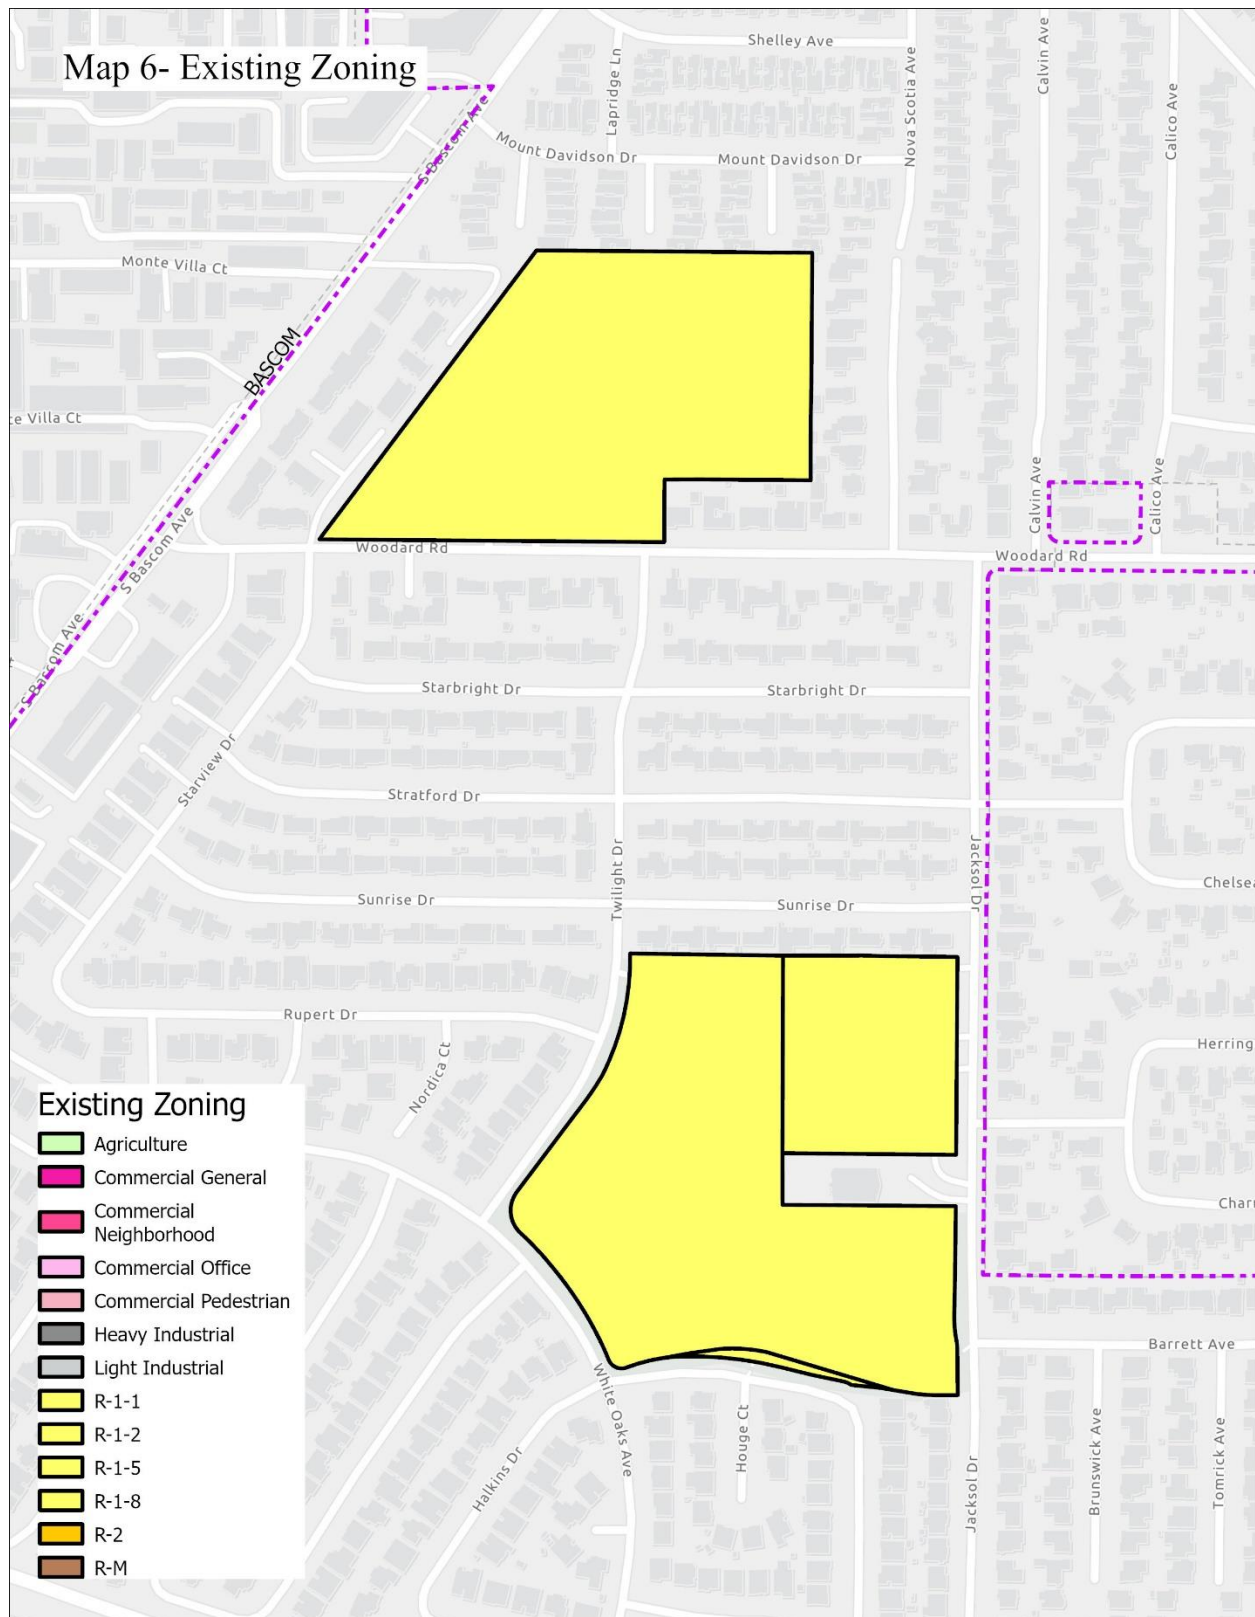 Map 6- Existing Zoning
Shelley Ave
Lapridge Ln
Nova Scotia Ave
Calvin Ave
Calico Ave
S Bascom Ave
Mount Davidson Dr
Mount Davidson Dr
Monte Villa Ct
BASCOM
te Villa Ct
Calvin Ave
Calico Ave
S Bascom Ave
Woodard Rd
Woodard Rd
S Bascom Ave
Starbright Dr
Starbright Dr
Starview Dr
Stratford Dr
Twilight Dr
Jacksol Dr
Chelsea
Sunrise Dr
Sunrise Dr
Rupert Dr
Nordica Ct
Herring
Charm
Barrett Ave
White Oaks Ave
Houge Ct
Halkins Dr
Jacksol Dr
Brunswick Ave
Tomrick Ave
Existing Zoning
Agriculture
Commercial General
Commercial
Neighborhood
Commercial Office
Commercial Pedestrian
Heavy Industrial
Light Industrial
R-1-1
R-1-2
R-1-5
R-1-8
R-2
R-M